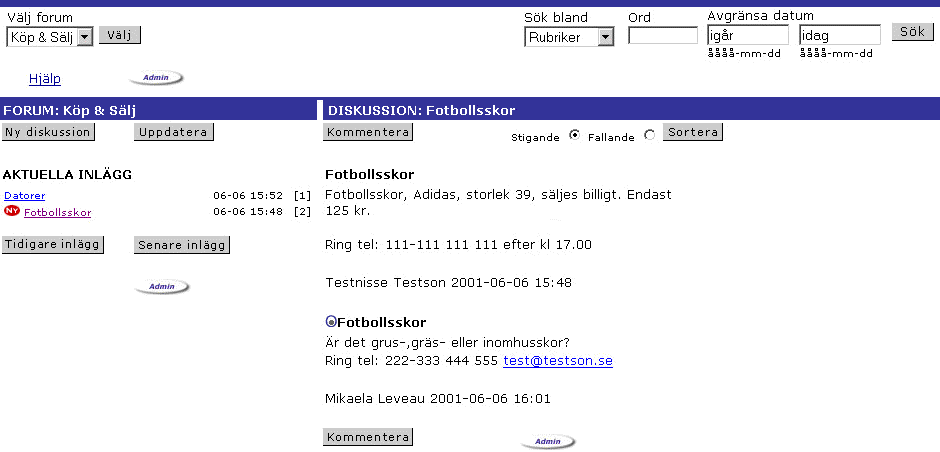 Välj forum
Köp & Sälj Välj
Sök bland Ord Avgränsa datum
Rubriker igår idag Sök
åååå-mm-dd åååå-mm-dd
Hjälp Admin
FORUM: Köp & Sälj
Ny diskussion Uppdatera
AKTUELLA INLÄGG
Datorer 06-06 15:52 [1]
NY Fotbollsskor 06-06 15:48 [2]
Tidigare inlägg Senare inlägg
Admin
DISKUSSION: Fotbollsskor
Kommentera Stigande Fallande Sortera
Fotbollsskor
Fotbollsskor, Adidas, storlek 39, säljes billigt. Endast
125 kr.
Ring tel: 111-111 111 111 efter kl 17.00
Testnisse Testson 2001-06-06 15:48
Fotbollsskor
Är det grus-,gräs- eller inomhusskor?
Ring tel: 222-333 444 555 test@testson.se
Mikaela Leveau 2001-06-06 16:01
Kommentera Admin